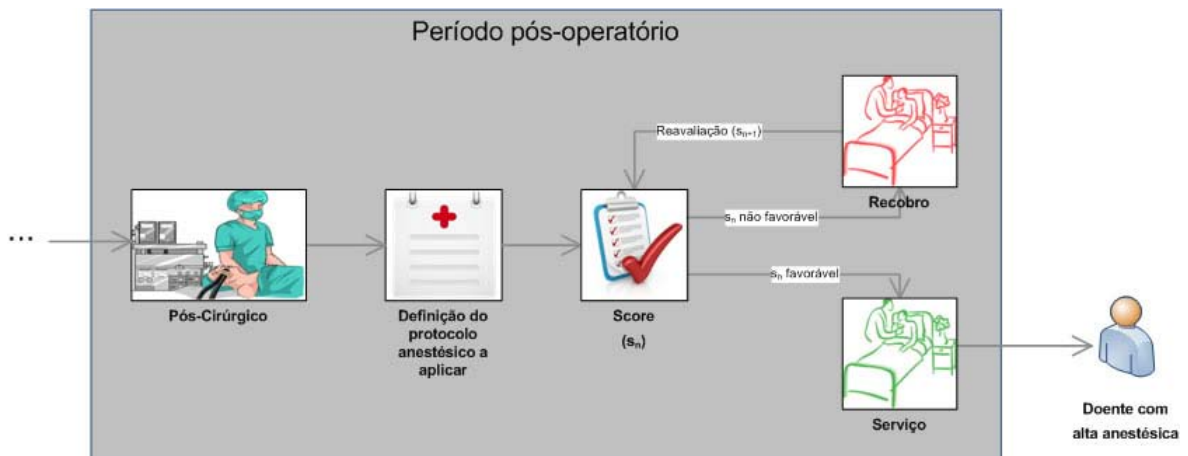 Período pós-operatório
Reavaliação (sn+1)
Recobro
sn não favorável
...
sn favorável
Pós-Cirúrgico
Definição do
protocolo
anestésico a
aplicar
Score
(sn)
Serviço
Doente com
alta anestésica